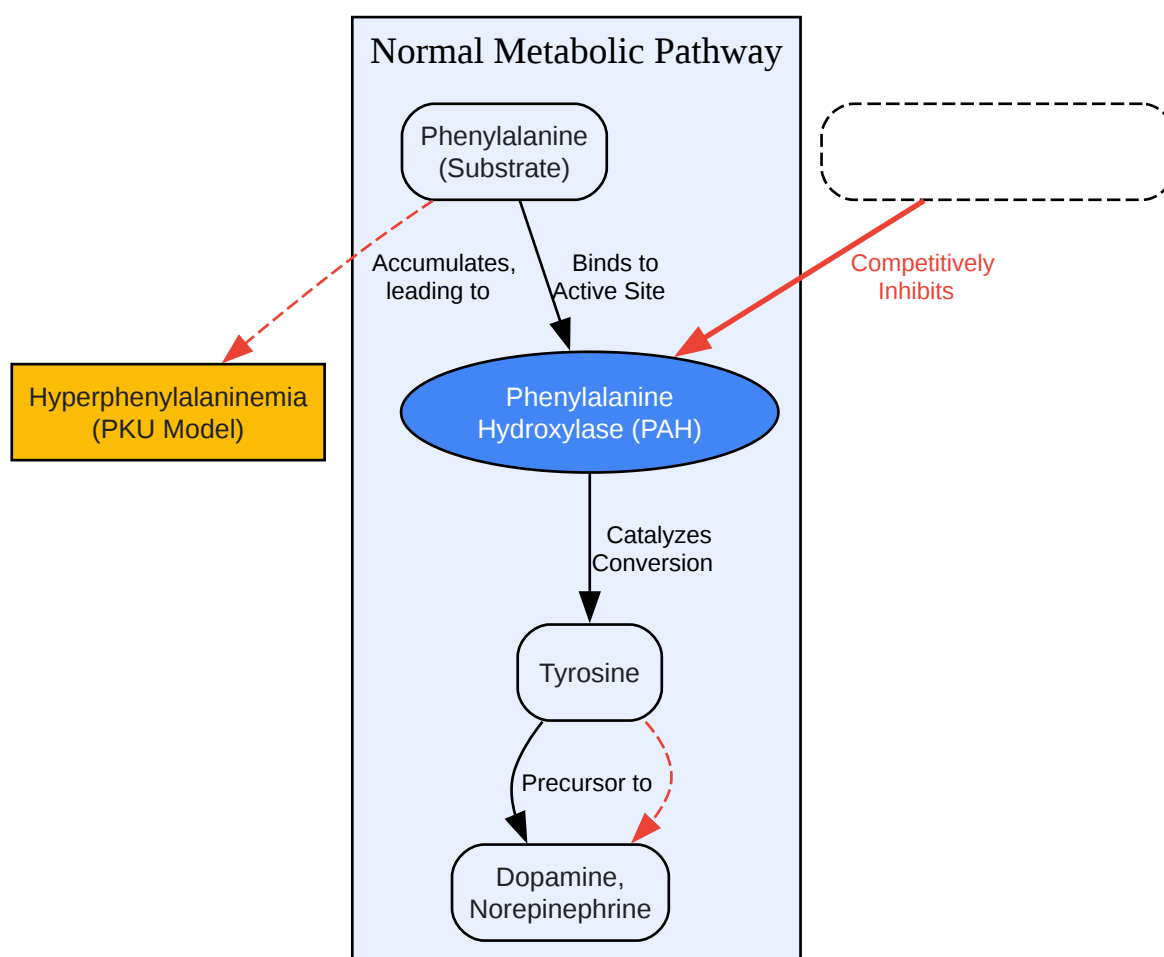 Normal Metabolic Pathway
Phenylalanine
(Substrate)
Accumulates,
leading to
Binds to
Active Site
Competitively
Inhibits
Hyperphenylalaninemia
(PKU Model)
Phenylalanine
Hydroxylase (PAH)
Catalyzes
Conversion
Tyrosine
Precursor to
Dopamine,
Norepinephrine